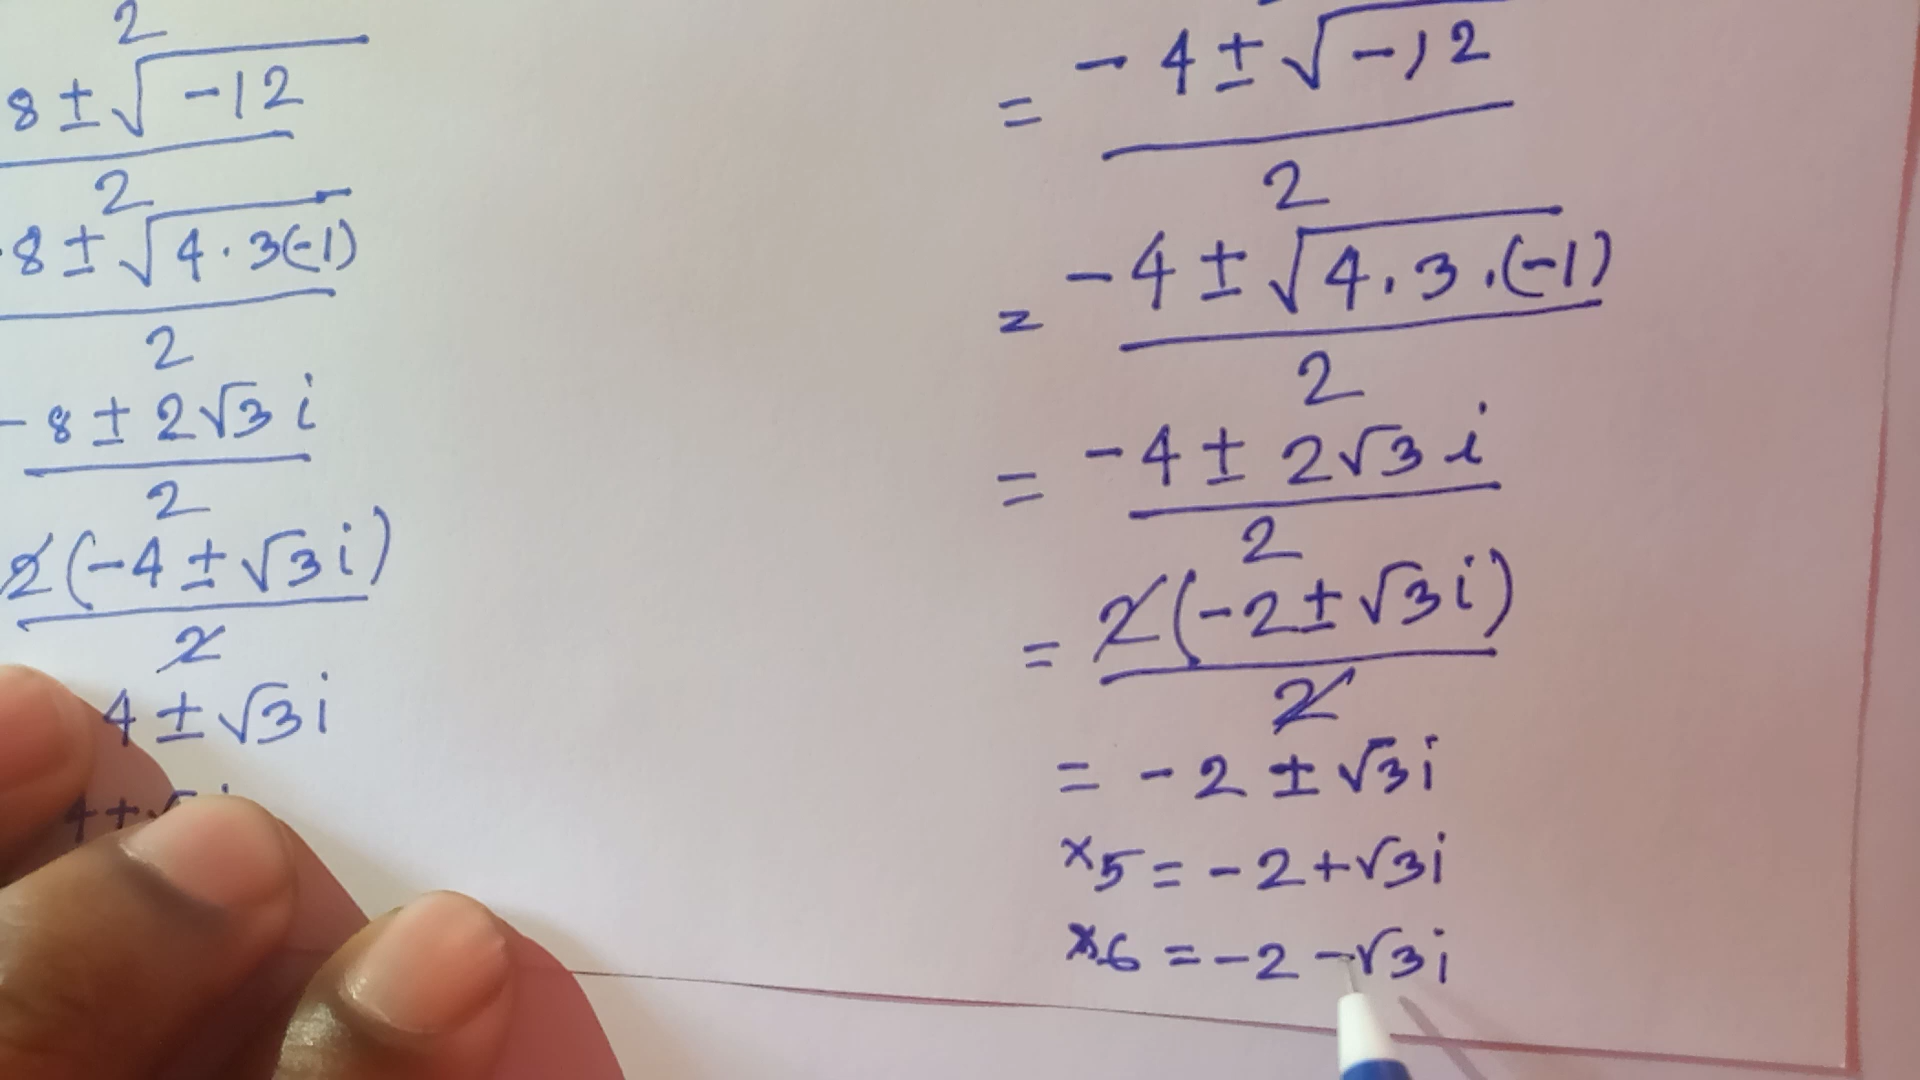 2
8 ± √-12
2
-8 ± √4·3(-1)
2
-8 ± 2√3 i
2
2(-4 ± √3 i)
2
4 ± √3 i
4 + √
= -4 ± √-12
2
= -4 ± √4·3·(-1)
2
= -4 ± 2√3 i
2
= 2(-2 ± √3 i)
2
= -2 ± √3 i
x5 = -2 + √3 i
x6 = -2 - √3 i